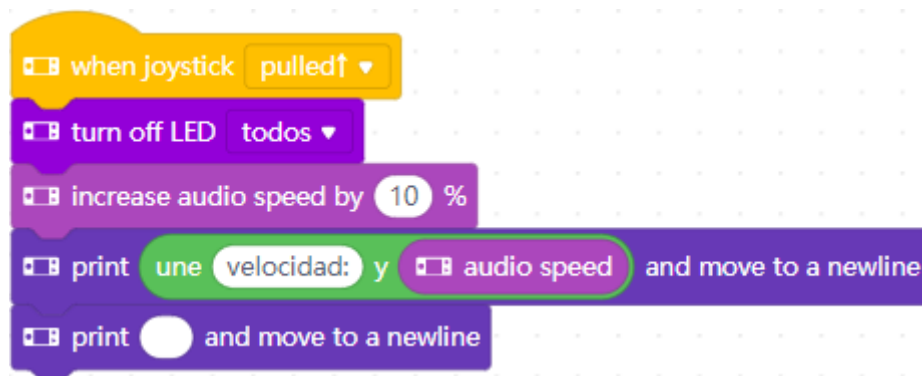 when joystick pulled↑ ▾
turn off LED todos ▾
increase audio speed by 10 %
print une velocidad: y audio speed and move to a newline
print and move to a newline